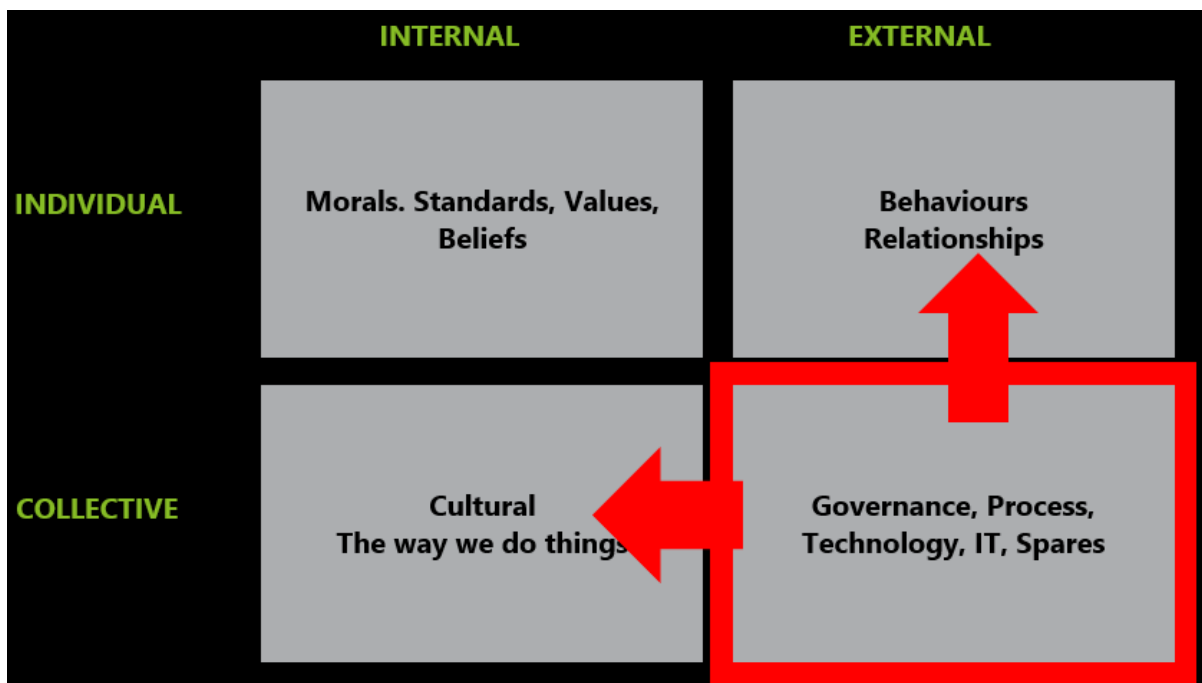 INTERNAL
EXTERNAL
INDIVIDUAL
Morals. Standards, Values,
Beliefs
Behaviours
Relationships
COLLECTIVE
Cultural
The way we do things
Governance, Process,
Technology, IT, Spares